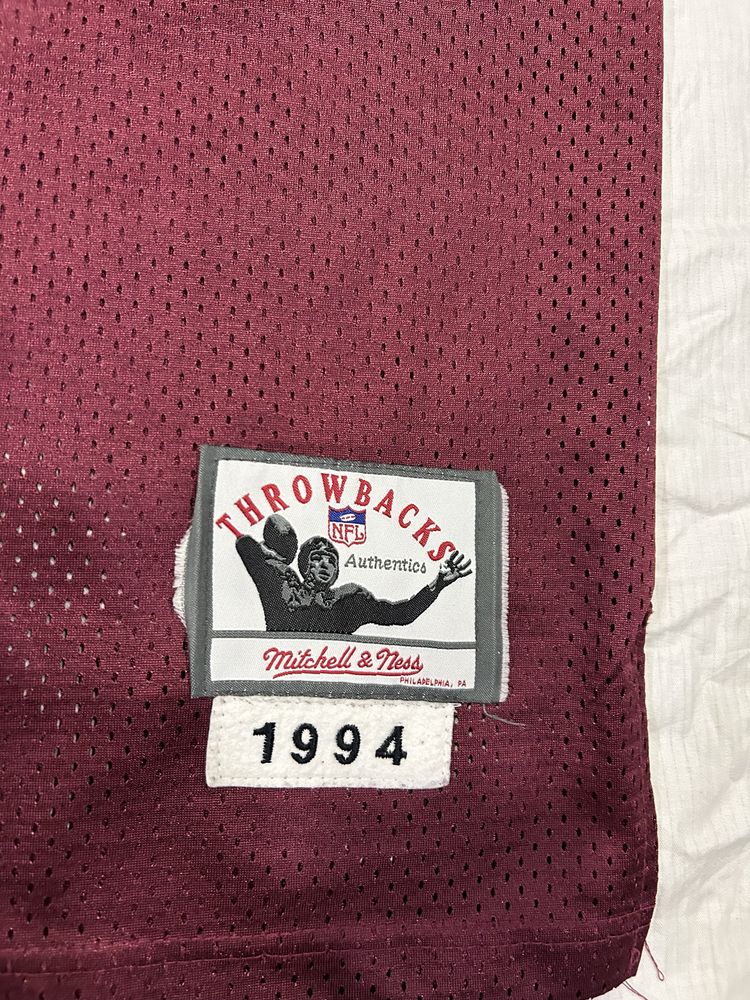 THROWBACKS
NFL
Authentics
Mitchell & Ness
PHILADELPHIA, PA
1994